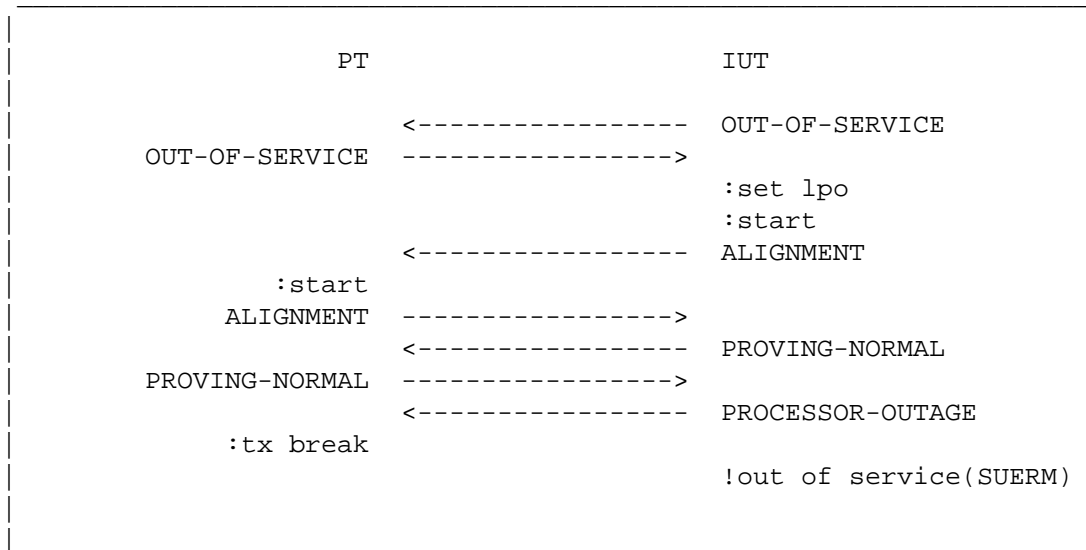 PT IUT
<----------------- OUT-OF-SERVICE
OUT-OF-SERVICE ----------------->
:set lpo
:start
<----------------- ALIGNMENT
:start
ALIGNMENT ----------------->
<----------------- PROVING-NORMAL
PROVING-NORMAL ----------------->
<----------------- PROCESSOR-OUTAGE
:tx break
!out of service(SUERM)